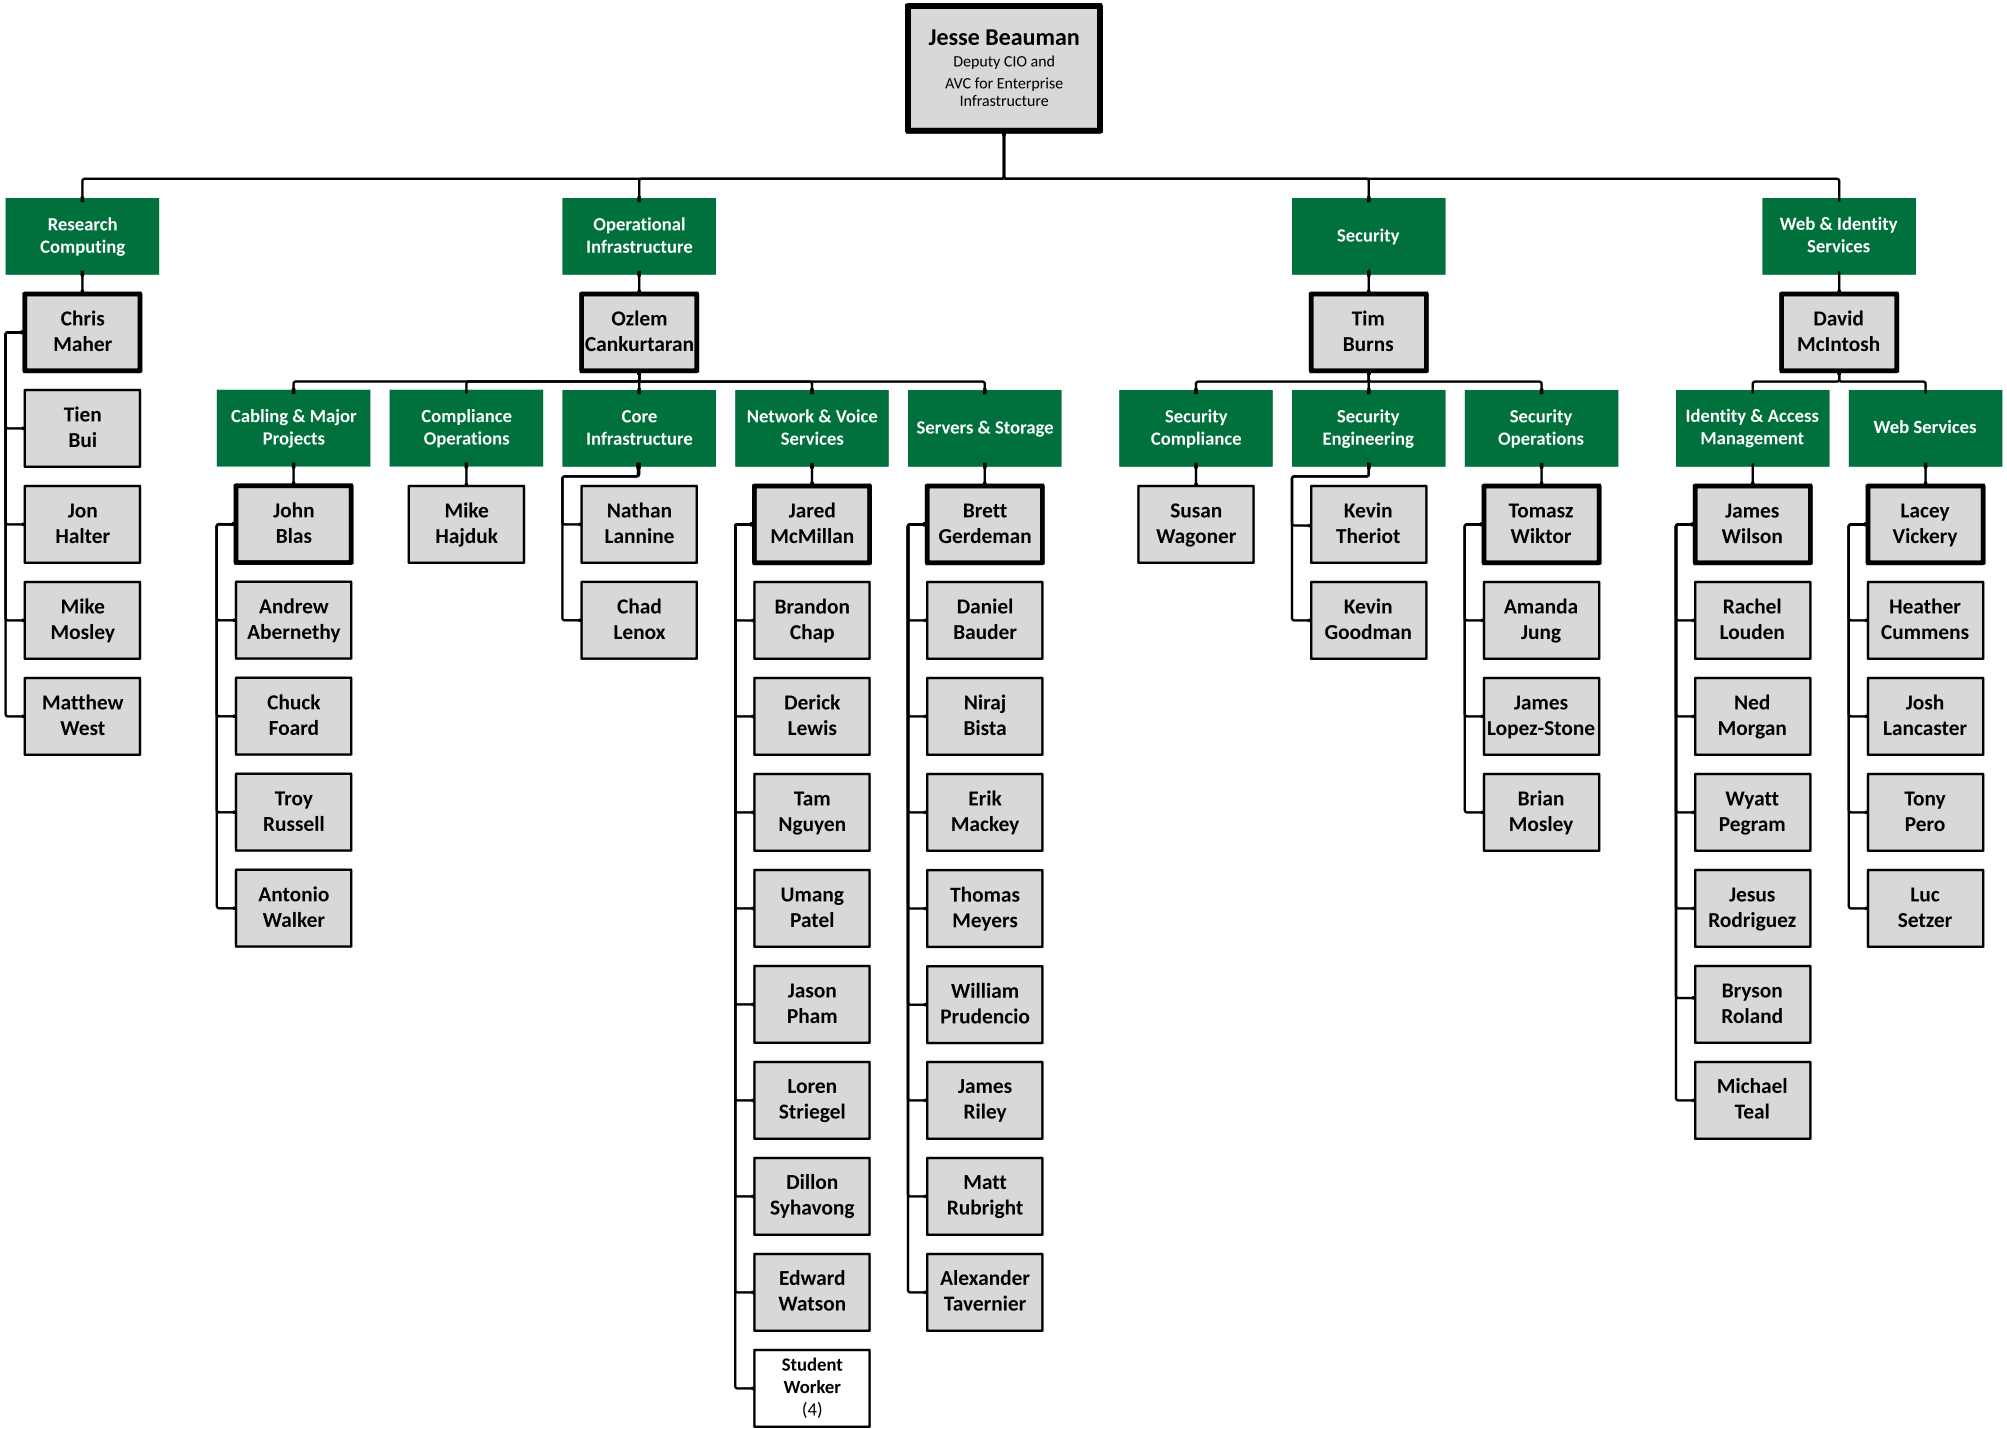 Jesse Beauman
Deputy CIO and
AVC for Enterprise
Infrastructure
Research
Computing
Operational
Infrastructure
Security
Web & Identity
Services
Chris
Maher
Ozlem
Cankurtaran
Tim
Burns
David
McIntosh
Tien
Bui
Jon
Halter
Mike
Mosley
Matthew
West
Cabling & Major
Projects
John
Blas
Andrew
Abernethy
Chuck
Foard
Troy
Russell
Antonio
Walker
Compliance
Operations
Mike
Hajduk
Core
Infrastructure
Nathan
Lannine
Chad
Lenox
Network & Voice
Services
Jared
McMillan
Brandon
Chap
Derick
Lewis
Tam
Nguyen
Umang
Patel
Jason
Pham
Loren
Striegel
Dillon
Syhavong
Edward
Watson
Student
Worker
(4)
Servers & Storage
Brett
Gerdeman
Daniel
Bauder
Niraj
Bista
Erik
Mackey
Thomas
Meyers
William
Prudencio
James
Riley
Matt
Rubright
Alexander
Tavernier
Security
Compliance
Susan
Wagoner
Security
Engineering
Kevin
Theriot
Kevin
Goodman
Security
Operations
Tomasz
Wiktor
Amanda
Jung
James
Lopez-Stone
Brian
Mosley
Identity & Access
Management
James
Wilson
Rachel
Louden
Ned
Morgan
Wyatt
Pegram
Jesus
Rodriguez
Bryson
Roland
Michael
Teal
Web Services
Lacey
Vickery
Heather
Cummens
Josh
Lancaster
Tony
Pero
Luc
Setzer